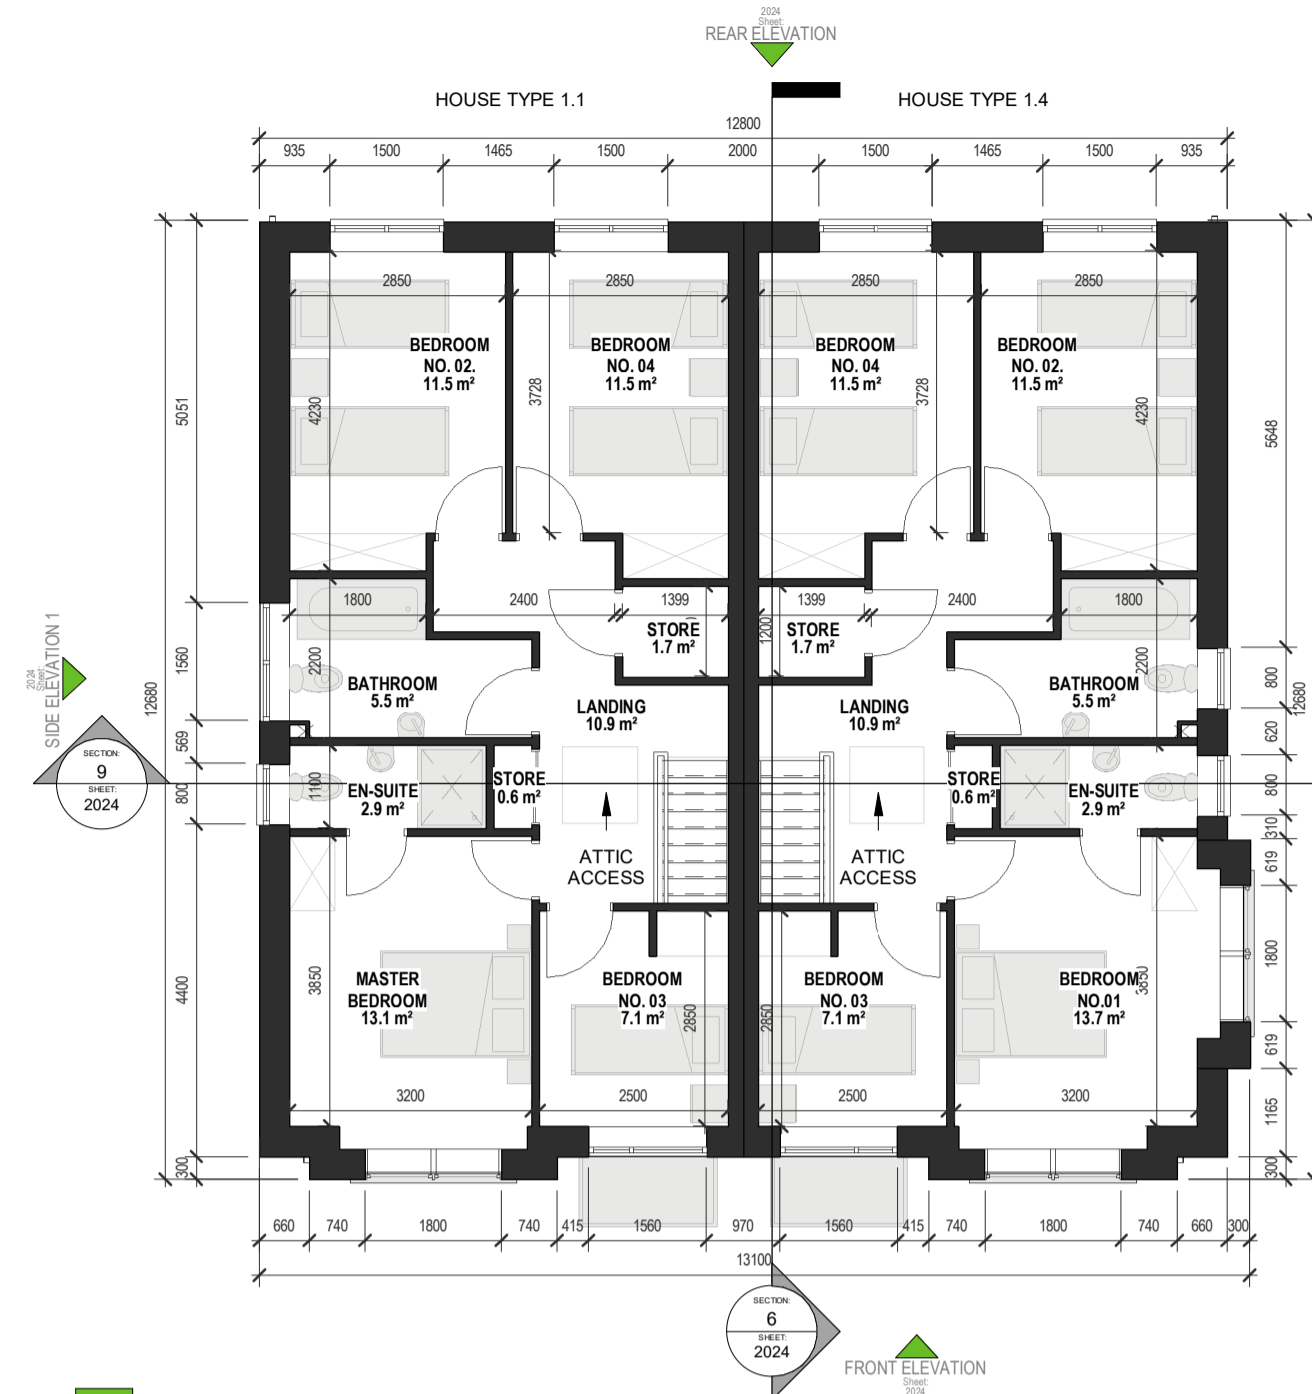 2024
Sheet:
REAR ELEVATION
HOUSE TYPE 1.1
HOUSE TYPE 1.4
12800
935 1500 1465 1500 2000 1500 1465 1500 935
2850 2850 2850 2850
BEDROOM
NO. 02.
11.5 m²
BEDROOM
NO. 04
11.5 m²
BEDROOM
NO. 04
11.5 m²
BEDROOM
NO. 02.
11.5 m²
4230
3728
3728
4230
5051
5648
1800 2400 1399 1399 2400 1800
STORE
1.7 m²
1200
STORE
1.7 m²
2200
BATHROOM
5.5 m²
LANDING
10.9 m²
LANDING
10.9 m²
BATHROOM
5.5 m²
2200
2024
Sheet:
SIDE ELEVATION 1
12680
1560
569
800
800
12680
620
800
310
619
1800
619
1165
300
SECTION:
9
SHEET:
2024
1100
EN-SUITE
2.9 m²
STORE
0.6 m²
STORE
0.6 m²
EN-SUITE
2.9 m²
ATTIC
ACCESS
ATTIC
ACCESS
4400
300
3850
MASTER
BEDROOM
13.1 m²
BEDROOM
NO. 03
7.1 m²
2850
2850
BEDROOM
NO. 03
7.1 m²
BEDROOM
NO.01
13.7 m²
3850
3200 2500 2500 3200
660 740 1800 740 415 1560 970 1560 415 740 1800 740 660 300
13100
SECTION:
6
SHEET:
2024
FRONT ELEVATION
Sheet:
2024